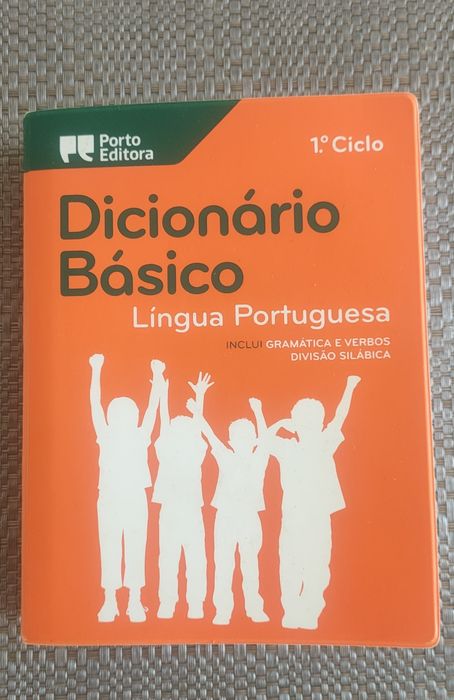 Porto
Editora
1.º Ciclo
Dicionário
Básico
Língua Portuguesa
INCLUI GRAMÁTICA E VERBOS
DIVISÃO SILÁBICA